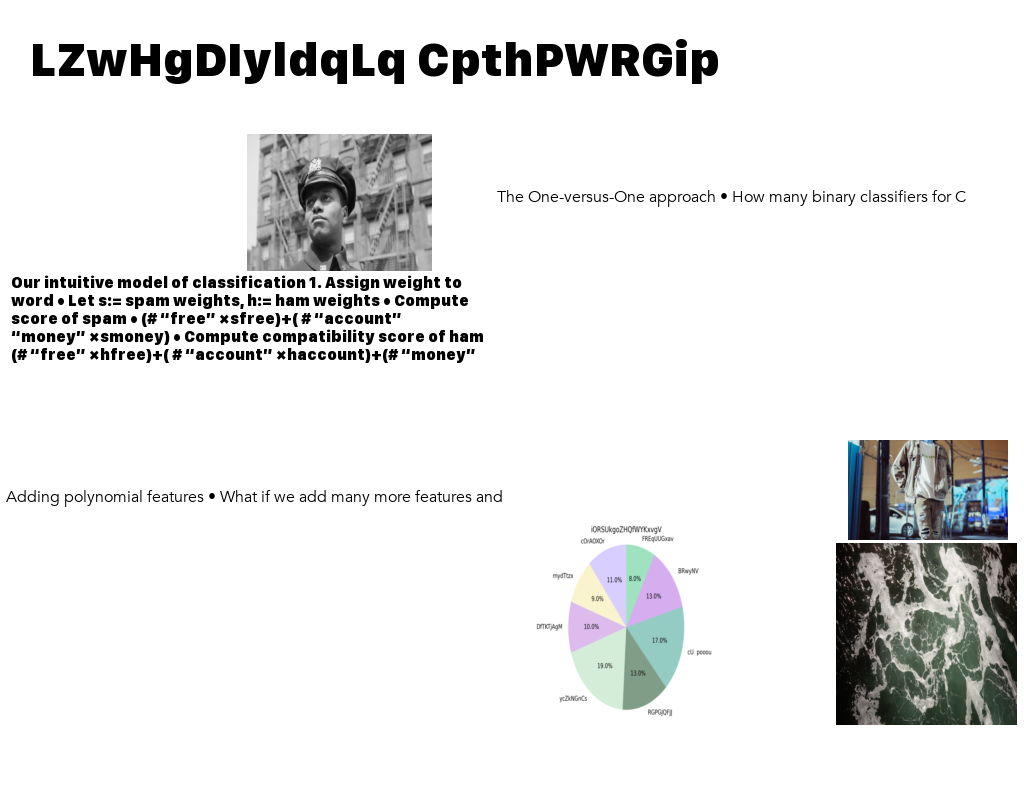 LZwHgDIyldqLq CpthPWRGip
The One-versus-One approach • How many binary classifiers for C
Our intuitive model of classification 1. Assign weight to
word • Let s:= spam weights, h:= ham weights • Compute
score of spam • (# “free” ×sfree)+( # “account”
“money” ×smoney) • Compute compatibility score of ham
(# “free” ×hfree)+( # “account” ×haccount)+(# “money”
Adding polynomial features • What if we add many more features and
iORSUkgoZHQfWYKxvgV
cOrAOXOr
FREqUUGxav
mydTtzx
11.0%
8.0%
BRwyNV
9.0%
13.0%
DfTKTjAgM
10.0%
17.0%
cU pooou
19.0%
13.0%
ycZkNGnCs
RGPGjQFjJ